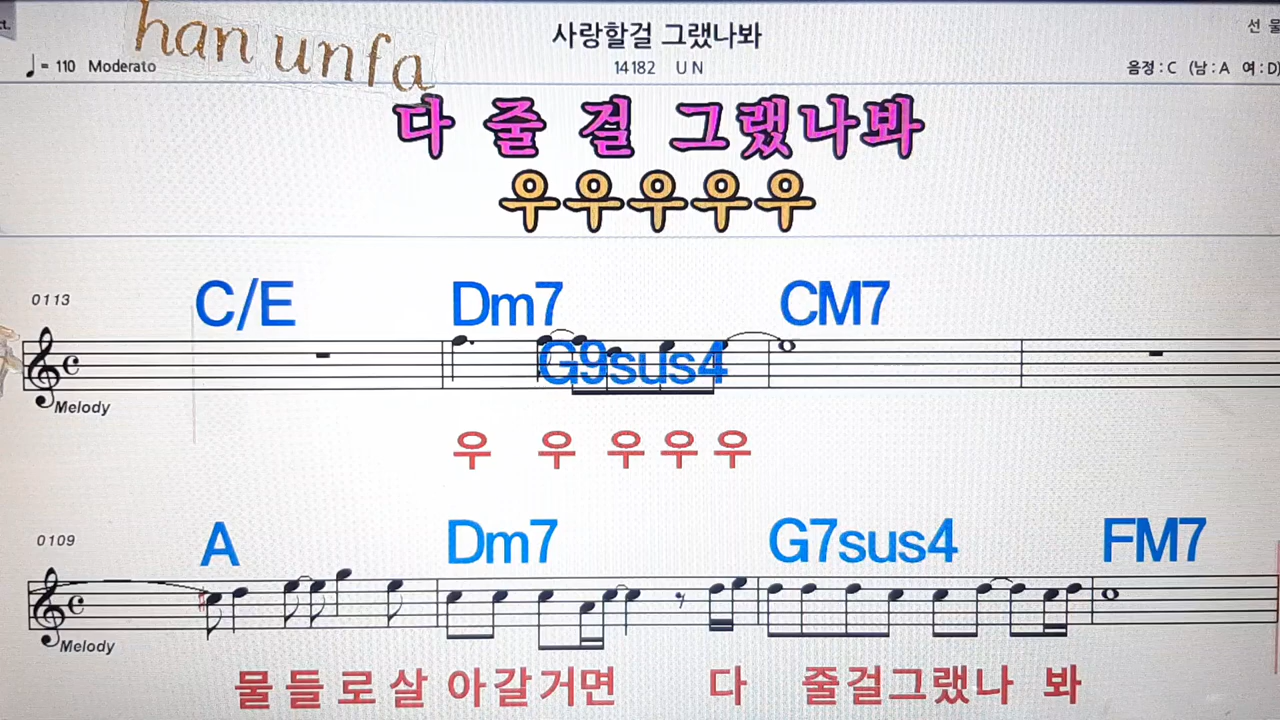 han unfa
사랑할걸 그랬나봐
선 물
♩= 110 Moderato
14182 U N
음정 : C (남 : A 여 : D)
다 줄 걸 그랬나봐
우우우우우
0113
C/E Dm7 G9sus4 CM7
Melody
우 우 우 우 우
0109
A Dm7 G7sus4 FM7
Melody
물 들 로 살 아갈거면 다 줄걸그랬나 봐